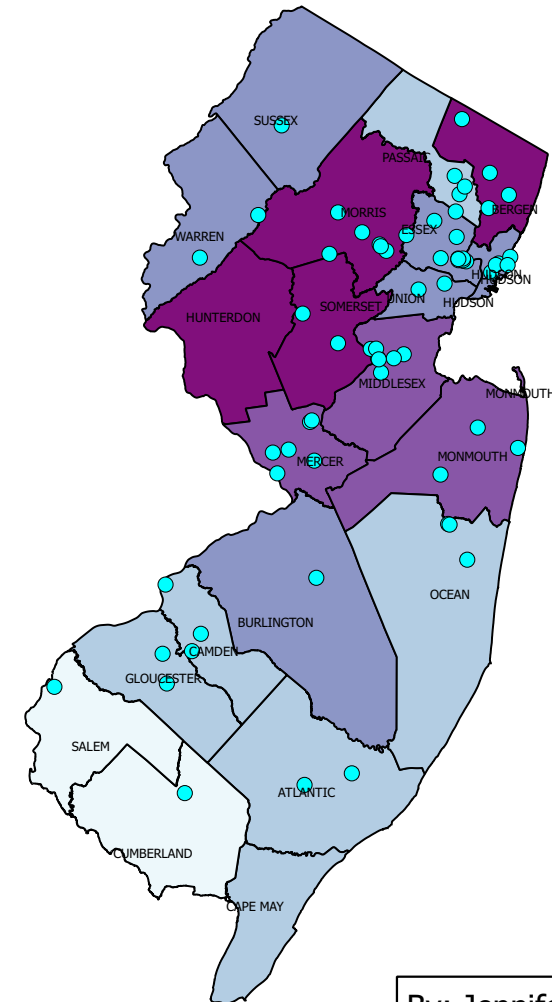 SUSSEX
PASSAIC
BERGEN
MORRIS
ESSEX
WARREN
HUDSON
HUDSON
HUDSON
UNION
SOMERSET
HUNTERDON
MIDDLESEX
MONMOUTH
MONMOUTH
MERCER
OCEAN
BURLINGTON
CAMDEN
GLOUCESTER
SALEM
ATLANTIC
CUMBERLAND
CAPE MAY
By: